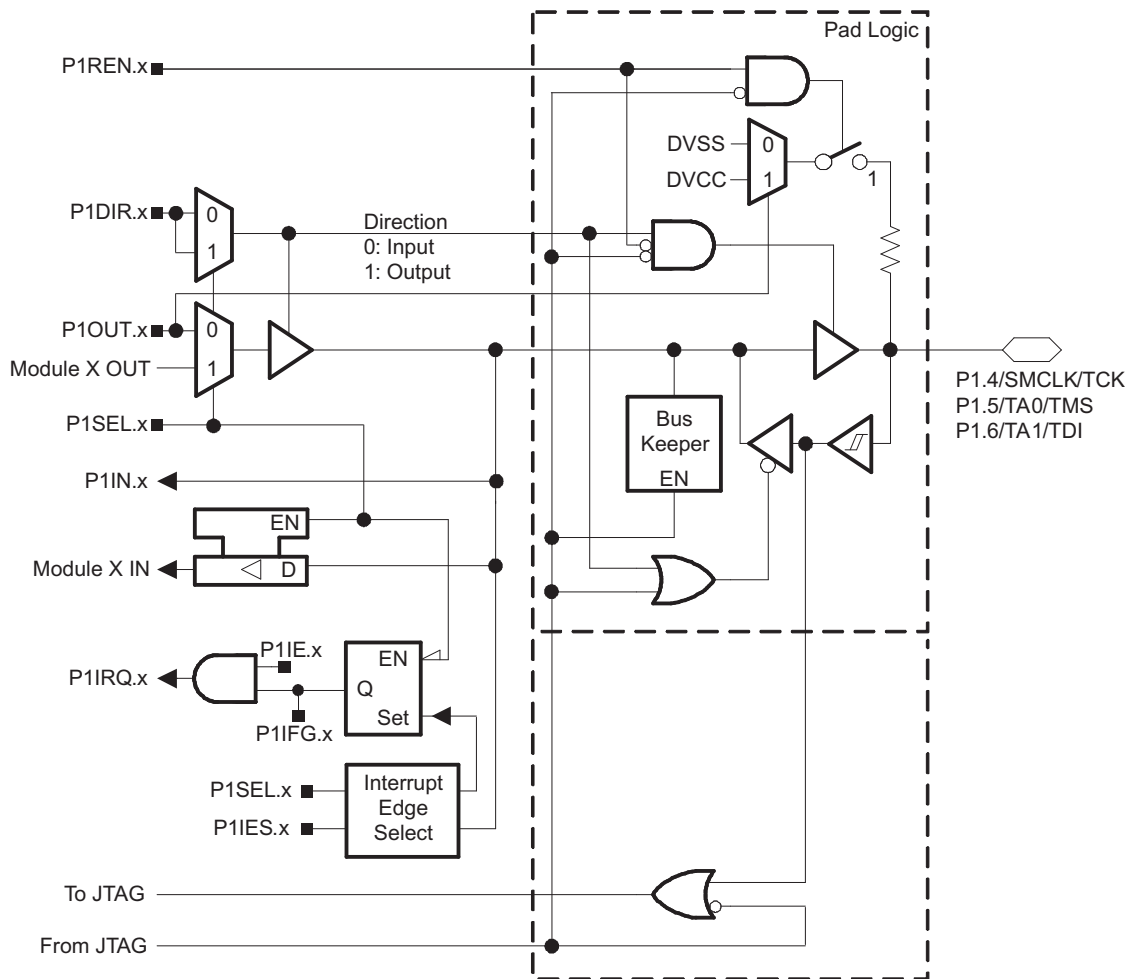 Pad Logic
P1REN.x
DVSS
0
DVCC
1
1
P1DIR.x
0
1
Direction
0: Input
1: Output
P1OUT.x
0
Module X OUT
1
P1.4/SMCLK/TCK
P1.5/TA0/TMS
P1.6/TA1/TDI
P1SEL.x
Bus
Keeper
EN
P1IN.x
EN
Module X IN
D
P1IE.x
P1IRQ.x
EN
Q
Set
P1IFG.x
P1SEL.x
P1IES.x
Interrupt
Edge
Select
To JTAG
From JTAG